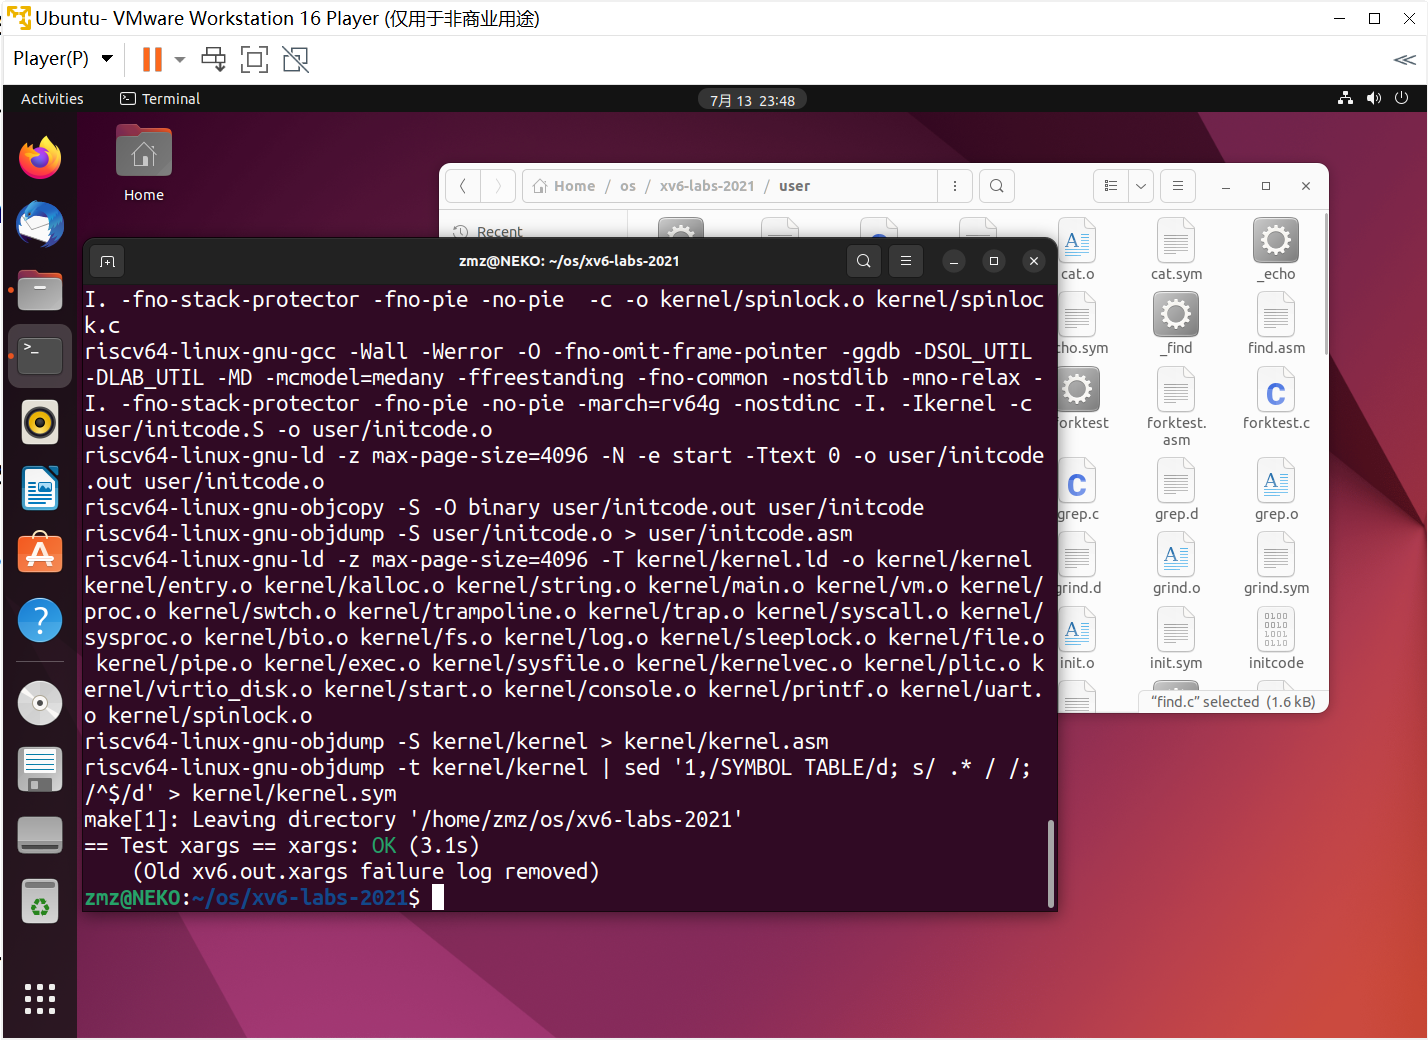 Ubuntu- VMware Workstation 16 Player (仅用于非商业用途)
Player(P)
Activities
Terminal
7月 13 23:48
Home
Home / os / xv6-labs-2021 / user
Recent
cat.o
cat.sym
_echo
cho.sym
_find
find.asm
forktest
forktest.
asm
forktest.c
grep.c
grep.d
grep.o
grind.d
grind.o
grind.sym
init.o
init.sym
initcode
“find.c” selected (1.6 kB)
zmz@NEKO: ~/os/xv6-labs-2021
I. -fno-stack-protector -fno-pie -no-pie  -c -o kernel/spinlock.o kernel/spinloc
k.c
riscv64-linux-gnu-gcc -Wall -Werror -O -fno-omit-frame-pointer -ggdb -DSOL_UTIL
-DLAB_UTIL -MD -mcmodel=medany -ffreestanding -fno-common -nostdlib -mno-relax -
I. -fno-stack-protector -fno-pie -no-pie -march=rv64g -nostdinc -I. -Ikernel -c
user/initcode.S -o user/initcode.o
riscv64-linux-gnu-ld -z max-page-size=4096 -N -e start -Ttext 0 -o user/initcode
.out user/initcode.o
riscv64-linux-gnu-objcopy -S -O binary user/initcode.out user/initcode
riscv64-linux-gnu-objdump -S user/initcode.o > user/initcode.asm
riscv64-linux-gnu-ld -z max-page-size=4096 -T kernel/kernel.ld -o kernel/kernel
kernel/entry.o kernel/kalloc.o kernel/string.o kernel/main.o kernel/vm.o kernel/
proc.o kernel/swtch.o kernel/trampoline.o kernel/trap.o kernel/syscall.o kernel/
sysproc.o kernel/bio.o kernel/fs.o kernel/log.o kernel/sleeplock.o kernel/file.o
 kernel/pipe.o kernel/exec.o kernel/sysfile.o kernel/kernelvec.o kernel/plic.o k
ernel/virtio_disk.o kernel/start.o kernel/console.o kernel/printf.o kernel/uart.
o kernel/spinlock.o
riscv64-linux-gnu-objdump -S kernel/kernel > kernel/kernel.asm
riscv64-linux-gnu-objdump -t kernel/kernel | sed '1,/SYMBOL TABLE/d; s/ .* / /;
/^$/d' > kernel/kernel.sym
make[1]: Leaving directory '/home/zmz/os/xv6-labs-2021'
== Test xargs == xargs: OK (3.1s)
    (Old xv6.out.xargs failure log removed)
zmz@NEKO:~/os/xv6-labs-2021$